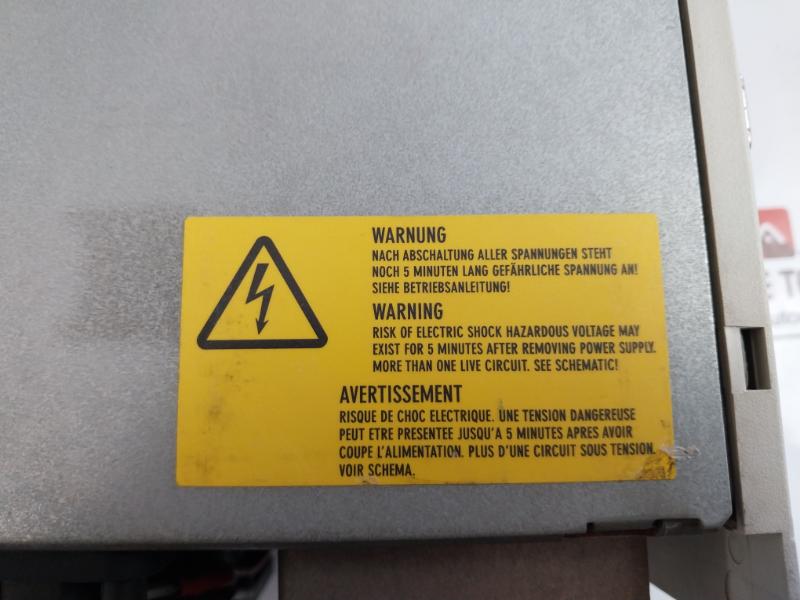 WARNUNG
NACH ABSCHALTUNG ALLER SPANNUNGEN STEHT
NOCH 5 MINUTEN LANG GEFÄHRLICHE SPANNUNG AN!
SIEHE BETRIEBSANLEITUNG!
WARNING
RISK OF ELECTRIC SHOCK HAZARDOUS VOLTAGE MAY
EXIST FOR 5 MINUTES AFTER REMOVING POWER SUPPLY.
MORE THAN ONE LIVE CIRCUIT. SEE SCHEMATIC!
AVERTISSEMENT
RISQUE DE CHOC ELECTRIQUE. UNE TENSION DANGEREUSE
PEUT ETRE PRESENTEE JUSQU'A 5 MINUTES APRES AVOIR
COUPE L'ALIMENTATION. PLUS D'UNE CIRCUIT SOUS TENSION.
VOIR SCHEMA.